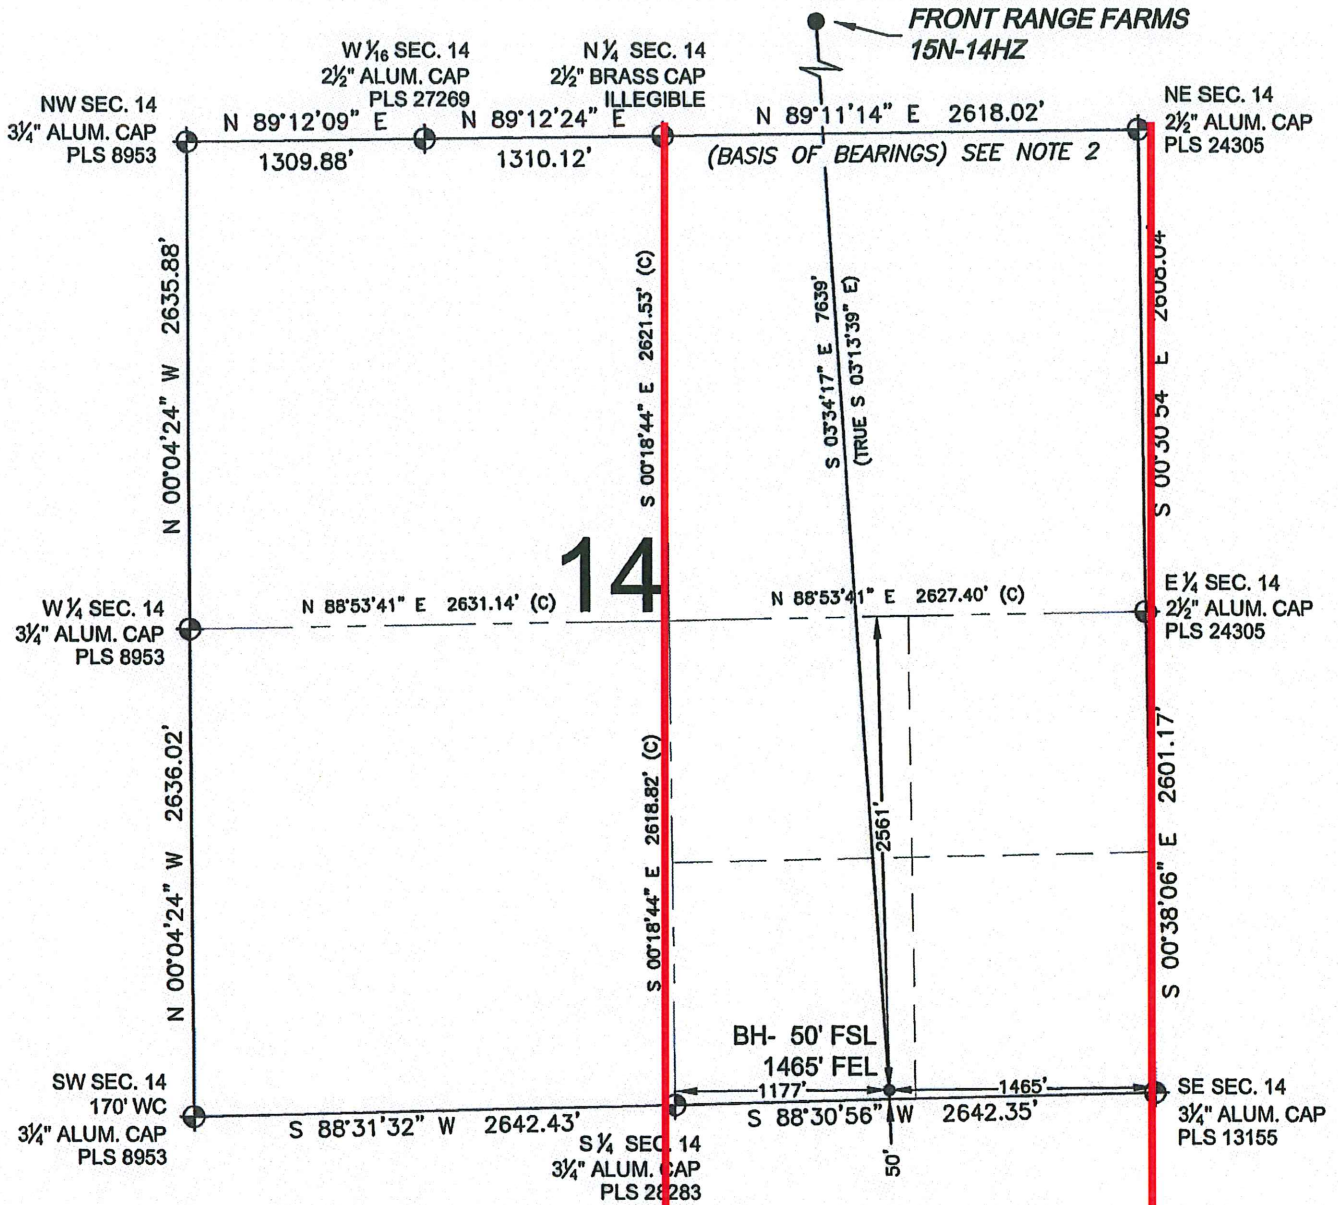 FRONT RANGE FARMS
15N-14HZ
W 1/16 SEC. 14
2½" ALUM. CAP
PLS 27269
N ¼ SEC. 14
2½" BRASS CAP
ILLEGIBLE
NW SEC. 14
3¼" ALUM. CAP
PLS 8953
NE SEC. 14
2½" ALUM. CAP
PLS 24305
N 89°12'09" E
1309.88'
N 89°12'24" E
1310.12'
N 89°11'14" E 2618.02'
(BASIS OF BEARINGS) SEE NOTE 2
N 00°04'24" W 2635.88'
S 00°18'44" E 2621.53' (C)
S 03°34'17" E 7639'
(TRUE S 03°13'39" E)
S 00°30'54" E 2608.04'
14
W ¼ SEC. 14
3¼" ALUM. CAP
PLS 8953
N 88°53'41" E 2631.14' (C)
N 88°53'41" E 2627.40' (C)
E ¼ SEC. 14
2½" ALUM. CAP
PLS 24305
N 00°04'24" W 2636.02'
S 00°18'44" E 2618.82' (C)
2561'
S 00°38'06" E 2601.17'
BH- 50' FSL
1465' FEL
1177'
1465'
SW SEC. 14
170' WC
3¼" ALUM. CAP
PLS 8953
S 88°31'32" W 2642.43'
S ¼ SEC. 14
3¼" ALUM. CAP
PLS 28283
S 88°30'56" W 2642.35'
50'
SE SEC. 14
3¼" ALUM. CAP
PLS 13155